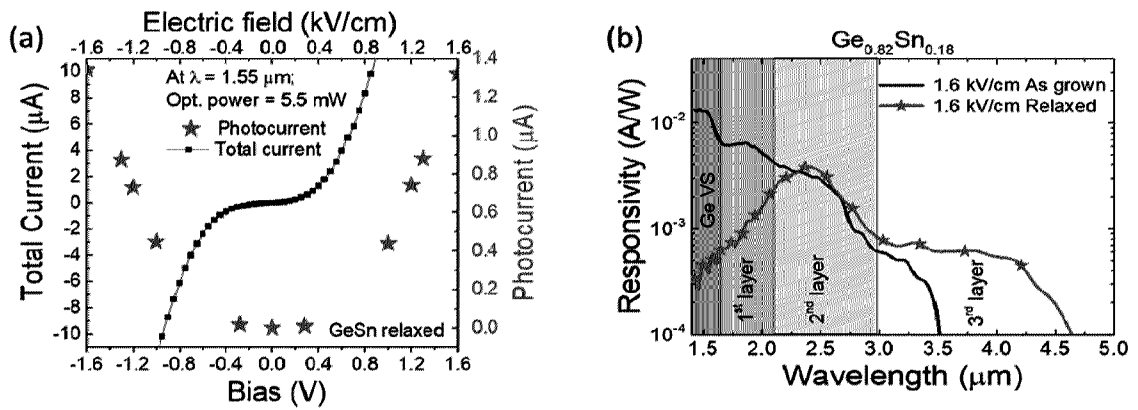 (a)
Electric field (kV/cm)
-1.6 -1.2 -0.8 -0.4 0.0 0.4 0.8 1.2 1.6
10
8
6
4
2
0
-2
-4
-6
-8
-10
Total Current (μA)
At λ = 1.55 μm;
Opt. power = 5.5 mW
Photocurrent
Total current
GeSn relaxed
1.4
1.2
1.0
0.8
0.6
0.4
0.2
0.0
Photocurrent (μA)
-1.6 -1.2 -0.8 -0.4 0.0 0.4 0.8 1.2 1.6
Bias (V)
(b)
Ge0.82Sn0.18
1.6 kV/cm As grown
1.6 kV/cm Relaxed
Responsivity (A/W)
10-2
10-3
10-4
Ge VS
1st layer
2nd layer
3rd layer
1.5 2.0 2.5 3.0 3.5 4.0 4.5 5.0
Wavelength (μm)